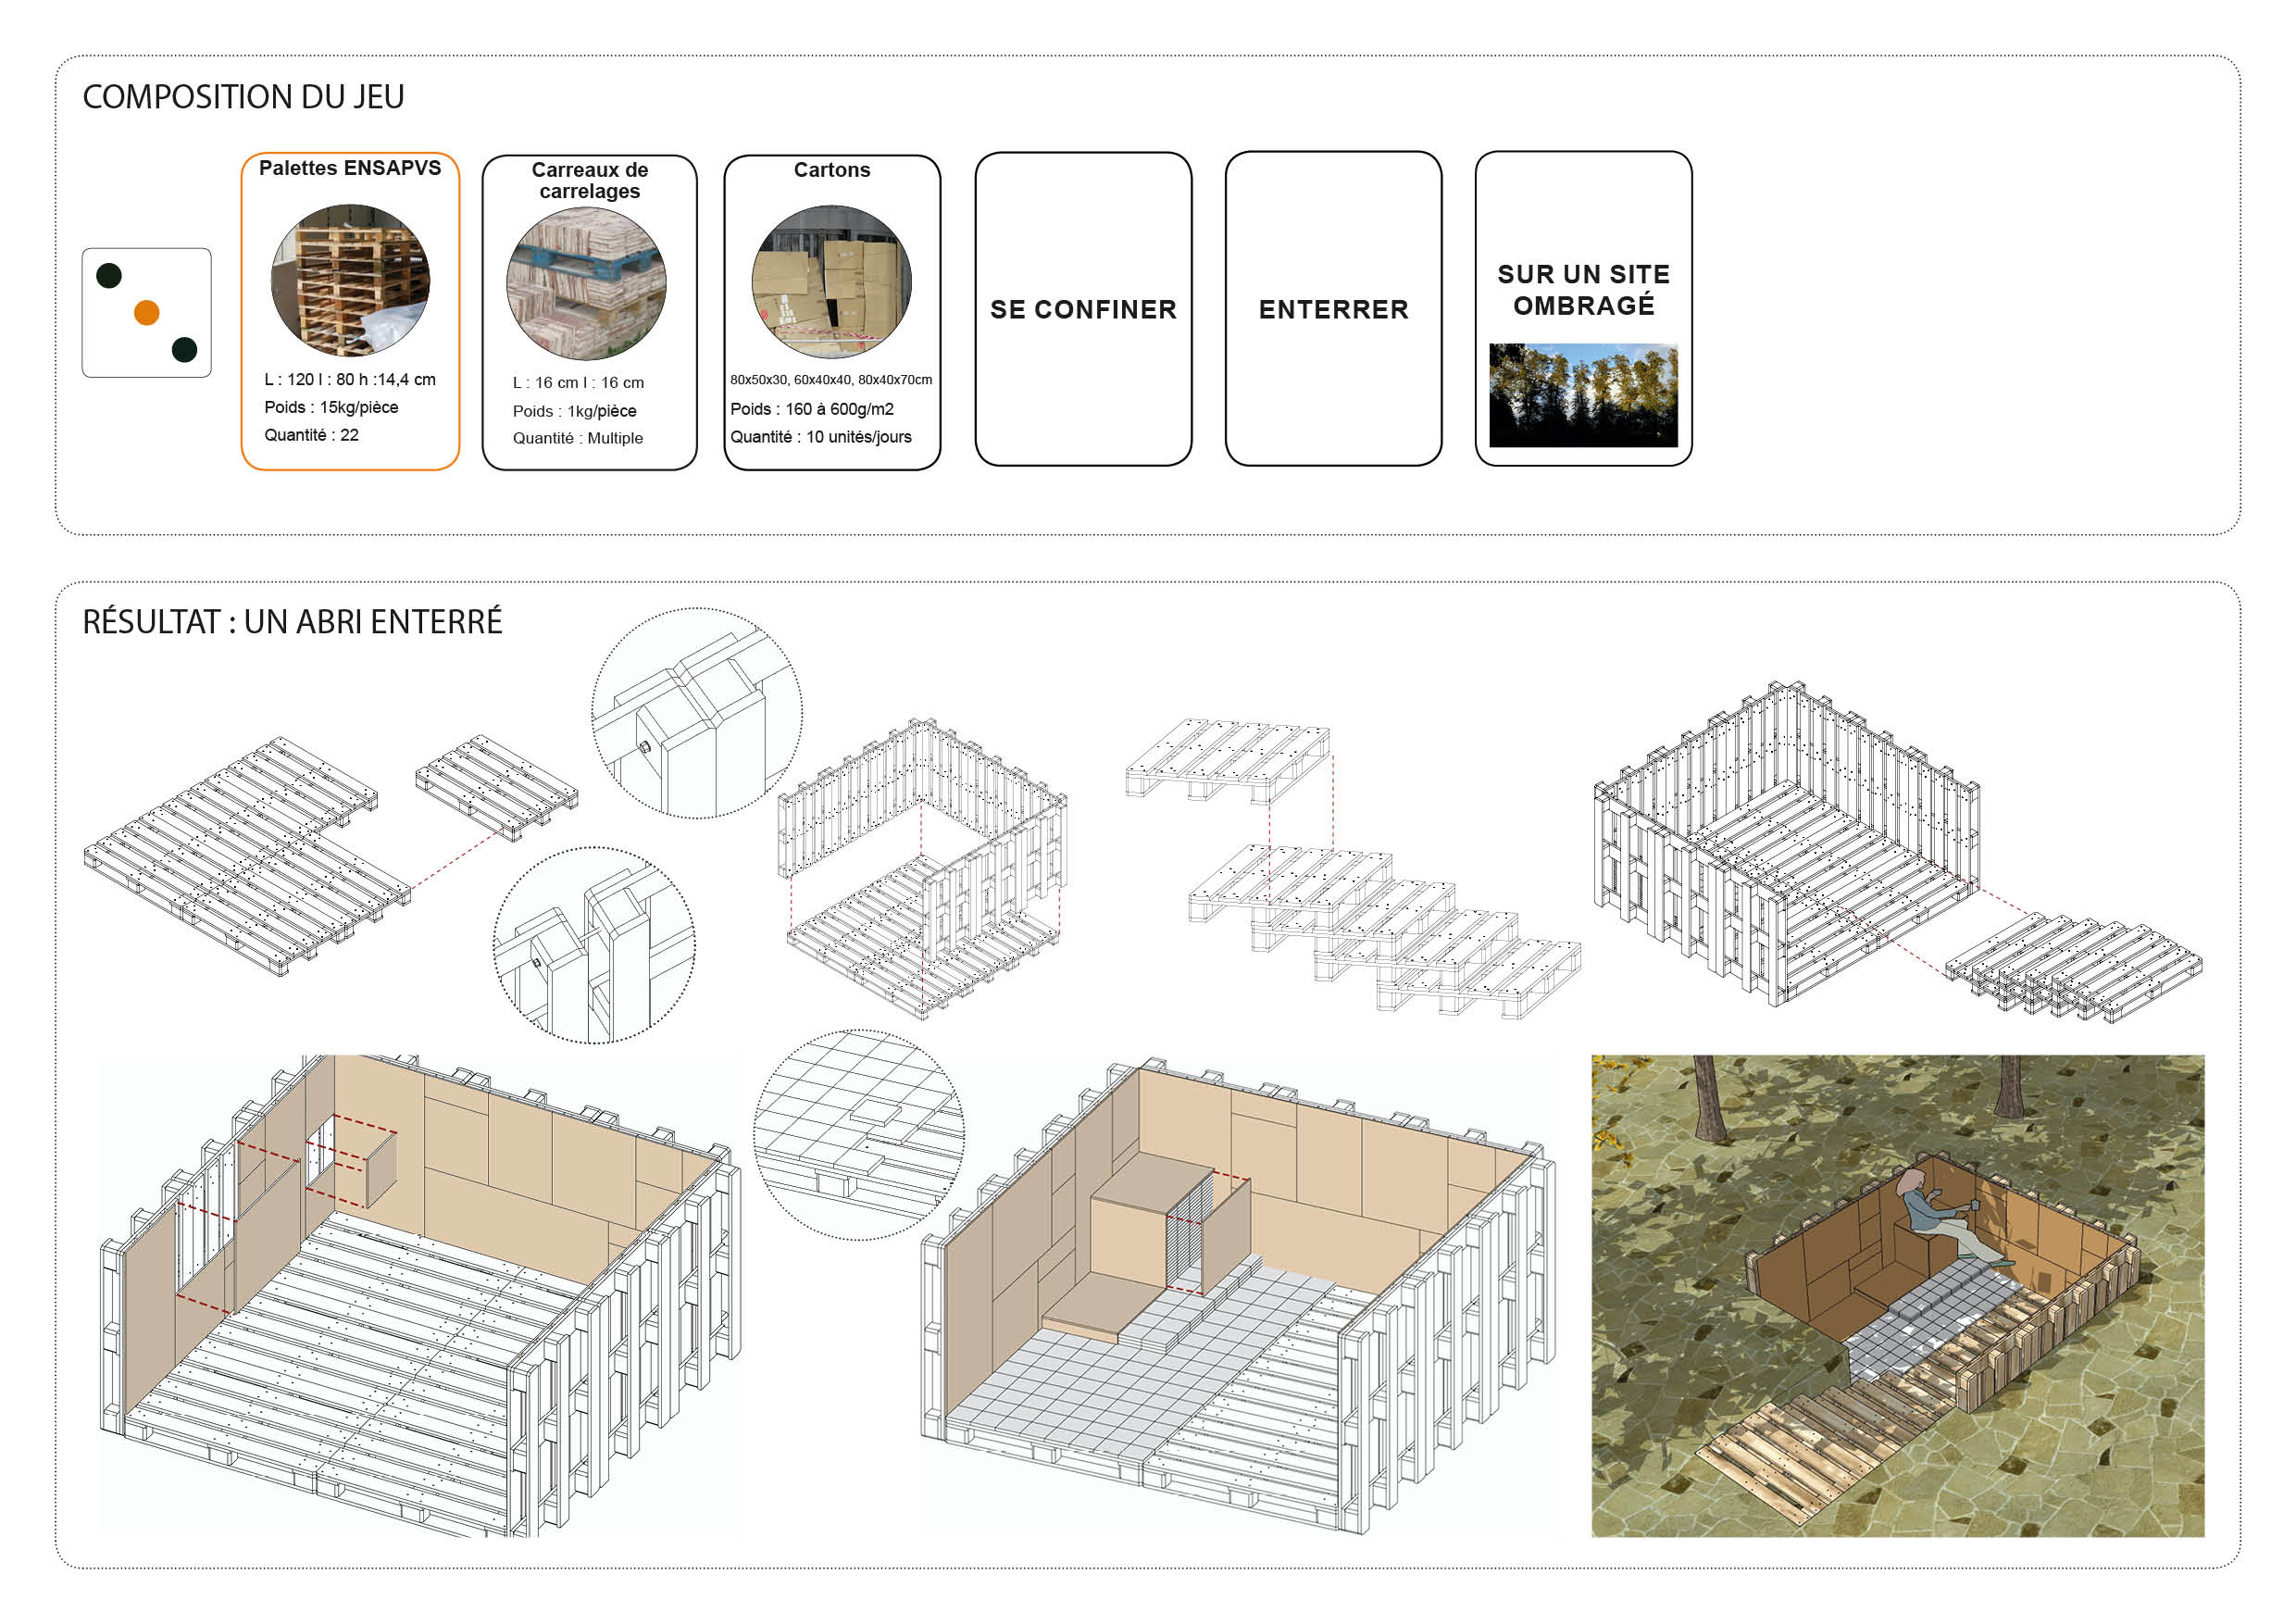 COMPOSITION DU JEU
Palettes ENSAPVS
L : 120 l : 80 h :14,4 cm
Poids : 15kg/pièce
Quantité : 22
Carreaux de
carrelages
L : 16 cm l : 16 cm
Poids : 1kg/pièce
Quantité : Multiple
Cartons
80x50x30, 60x40x40, 80x40x70cm
Poids : 160 à 600g/m2
Quantité : 10 unités/jours
SE CONFINER
ENTERRER
SUR UN SITE
OMBRAGÉ
RÉSULTAT : UN ABRI ENTERRÉ